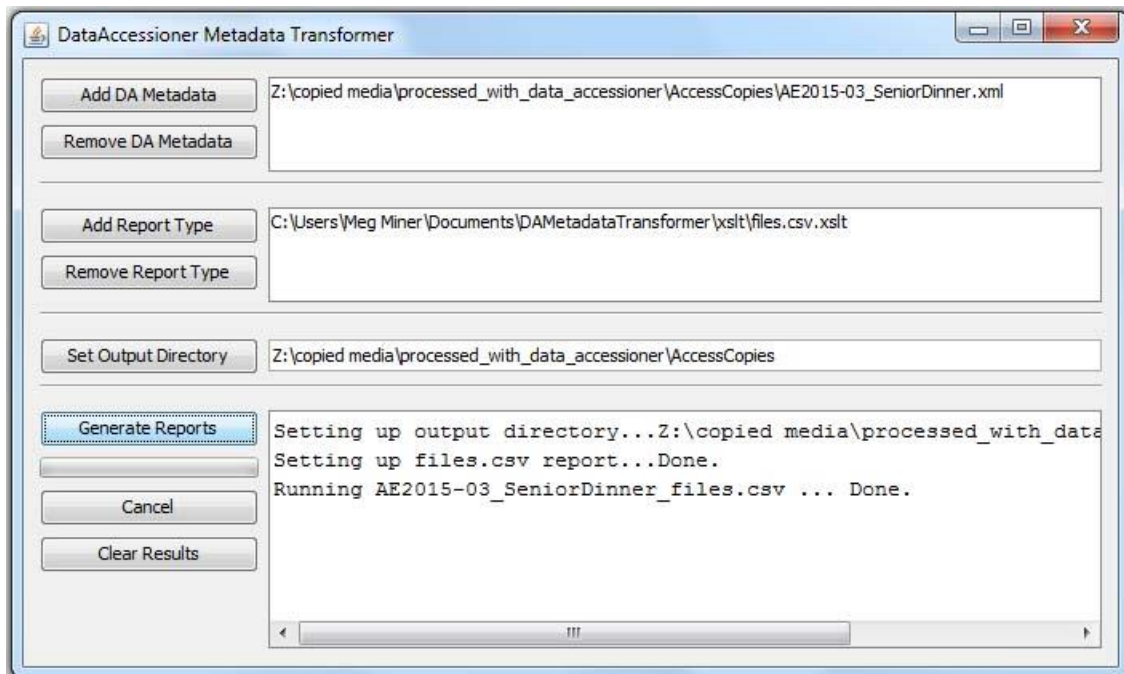 DataAccessioner Metadata Transformer
Add DA Metadata
Z:\copied media\processed_with_data_accessioner\AccessCopies\AE2015-03_SeniorDinner.xml
Remove DA Metadata
Add Report Type
C:\Users\Meg Miner\Documents\DAMetadataTransformer\xslt\files.csv.xslt
Remove Report Type
Set Output Directory
Z:\copied media\processed_with_data_accessioner\AccessCopies
Generate Reports
Setting up output directory...Z:\copied media\processed_with_data
Setting up files.csv report...Done.
Running AE2015-03_SeniorDinner_files.csv ... Done.
Cancel
Clear Results